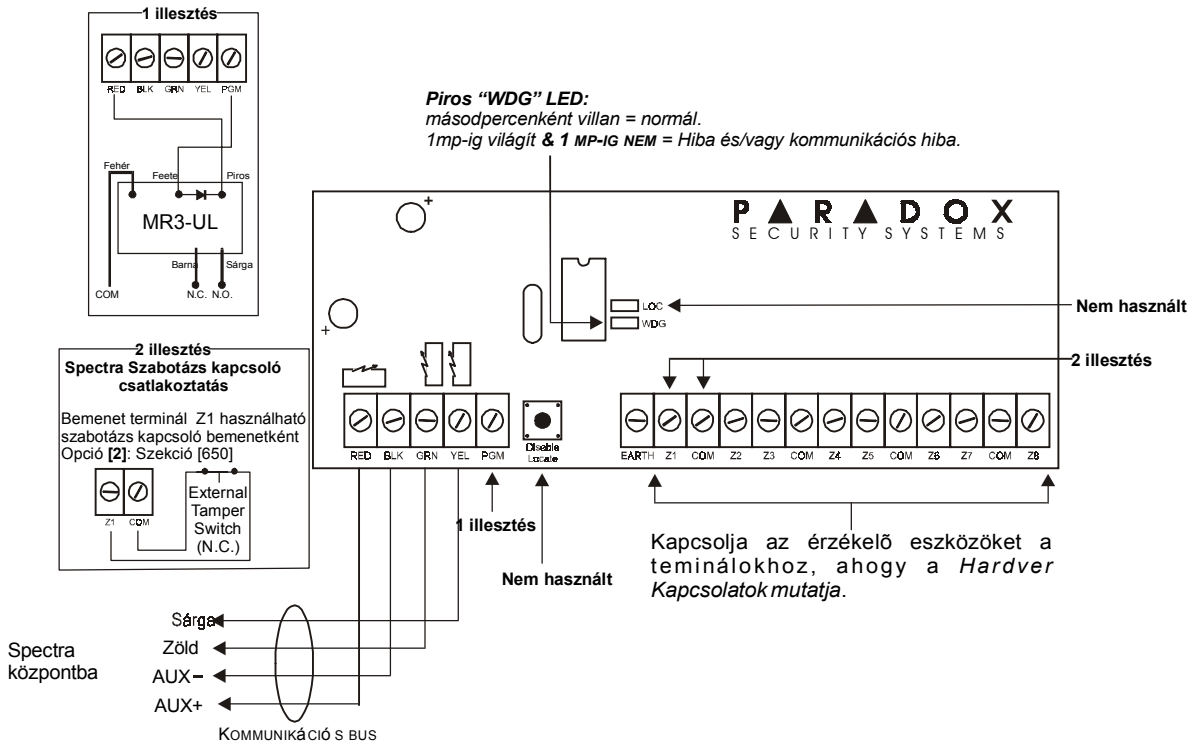 1 illesztés
RED BLK GRN YEL PGM
Fehér
Feete
Piros
MR3-UL
Barna
Sárga
COM
N.C. N.O.
2 illesztés
Spectra Szabotázs kapcsoló
csatlakoztatás
Bemenet terminál Z1 használható
szabotázs kapcsoló bemenetként
Opció [2]: Szekció [650]
Z1 COM
External
Tamper
Switch
(N.C.)
Piros “WDG” LED:
másodpercenként villan = normál.
1mp-ig világít & 1 MP-IG NEM = Hiba és/vagy kommunikációs hiba.
PARADOX
SECURITY SYSTEMS
LOC
WDG
Nem használt
2 illesztés
RED BLK GRN YEL PGM
Disable
Locate
EARTH Z1 COM Z2 Z3 COM Z4 Z5 COM Z6 Z7 COM Z8
1 illesztés
Nem használt
Kapcsolja az érzékelõ eszközöket a
teminálokhoz, ahogy a Hardver
Kapcsolatok mutatja.
Spectra
központba
Sárga
Zöld
AUX–
AUX+
KOMMUNIKáCIÓ S BUS